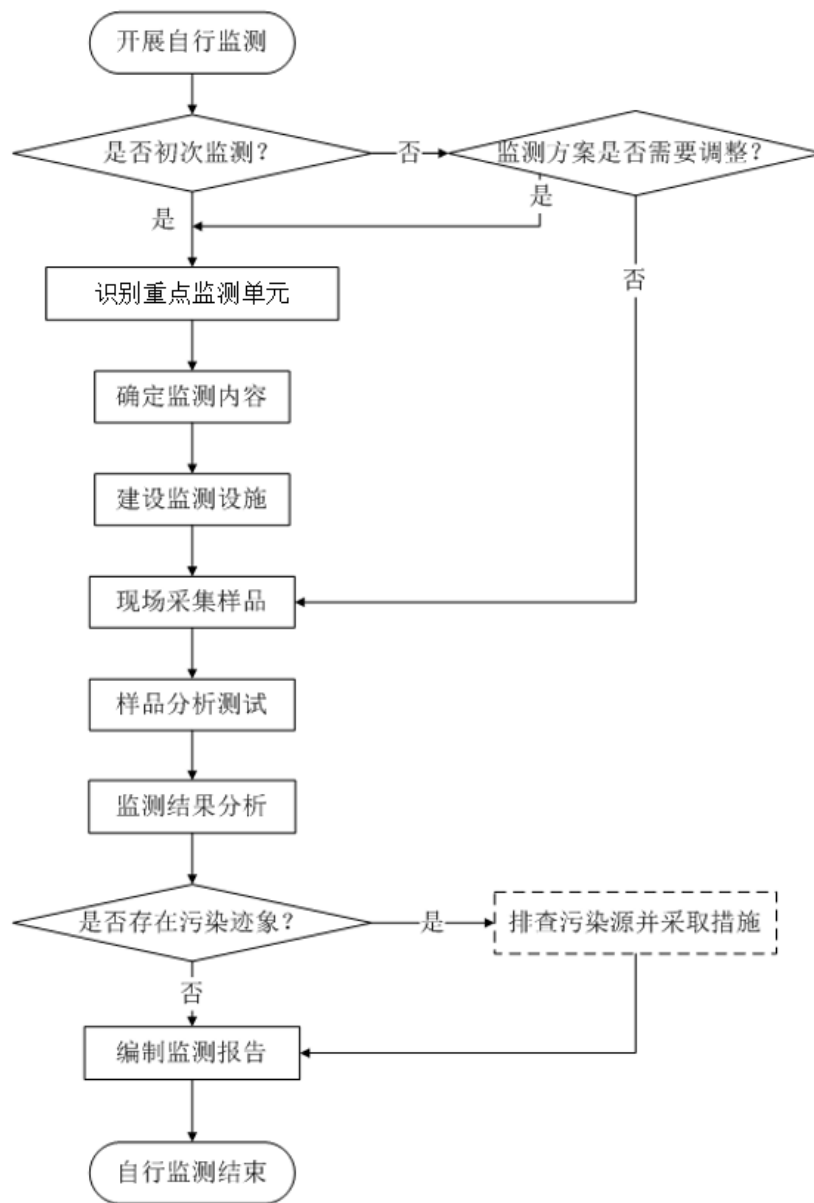 开展自行监测
是否初次监测？
否
监测方案是否需要调整？
是
是
否
识别重点监测单元
确定监测内容
建设监测设施
现场采集样品
样品分析测试
监测结果分析
是否存在污染迹象？
是
排查污染源并采取措施
否
编制监测报告
自行监测结束